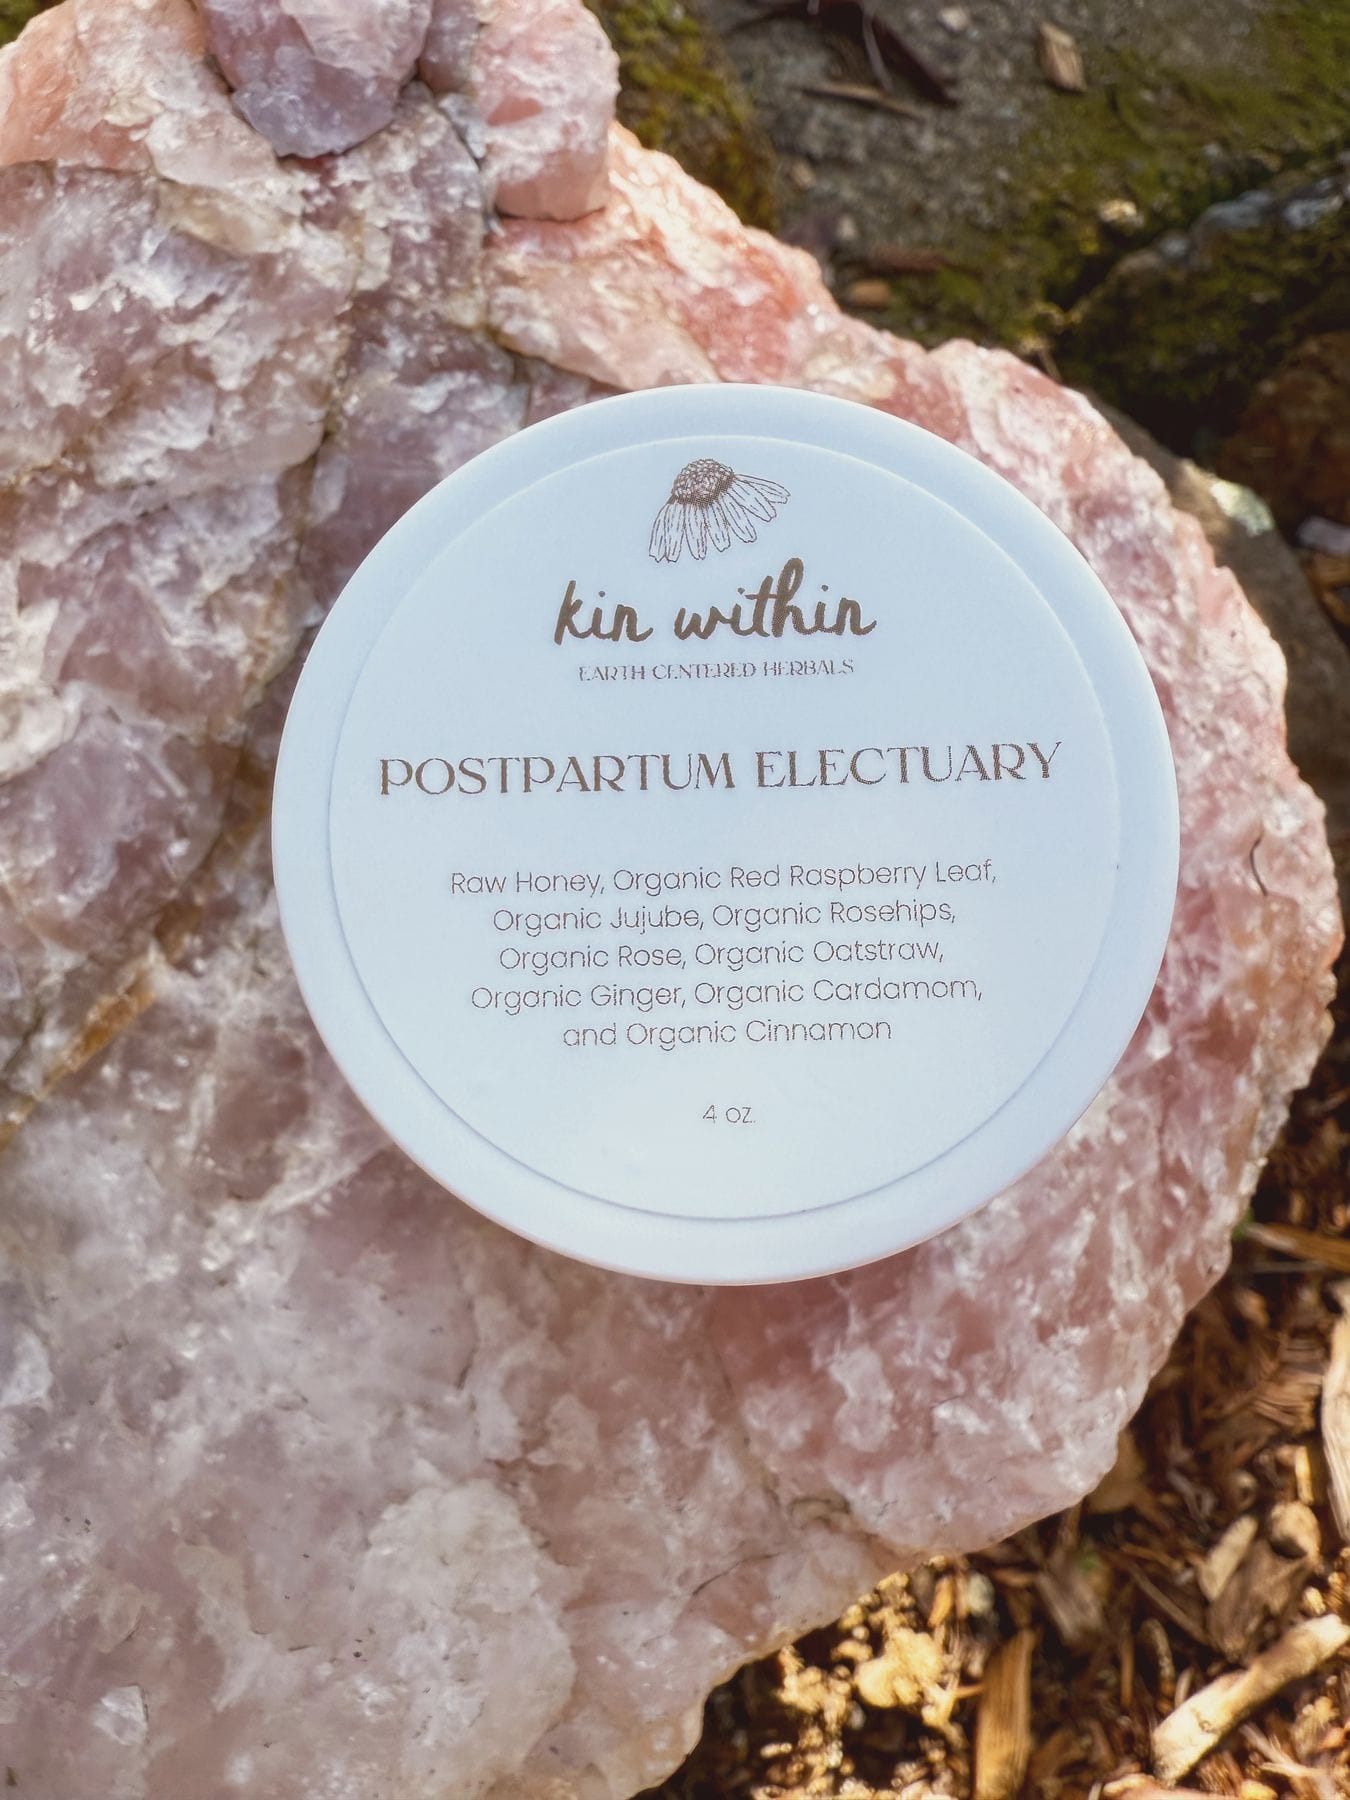 kin within
EARTH CENTERED HERBALS
POSTPARTUM ELECTUARY
Raw Honey, Organic Red Raspberry Leaf,
Organic Jujube, Organic Rosehips,
Organic Rose, Organic Oatstraw,
Organic Ginger, Organic Cardamom,
and Organic Cinnamon
4 oz.